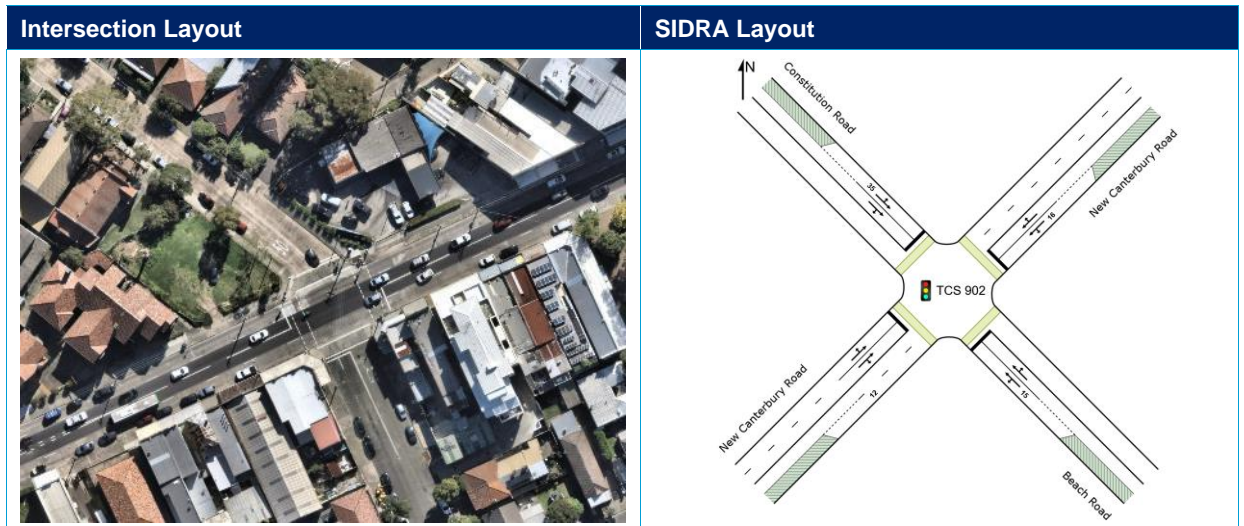 Intersection Layout
SIDRA Layout
N
Constitution Road
New Canterbury Road
35
16
TCS 902
New Canterbury Road
12
15
Beach Road